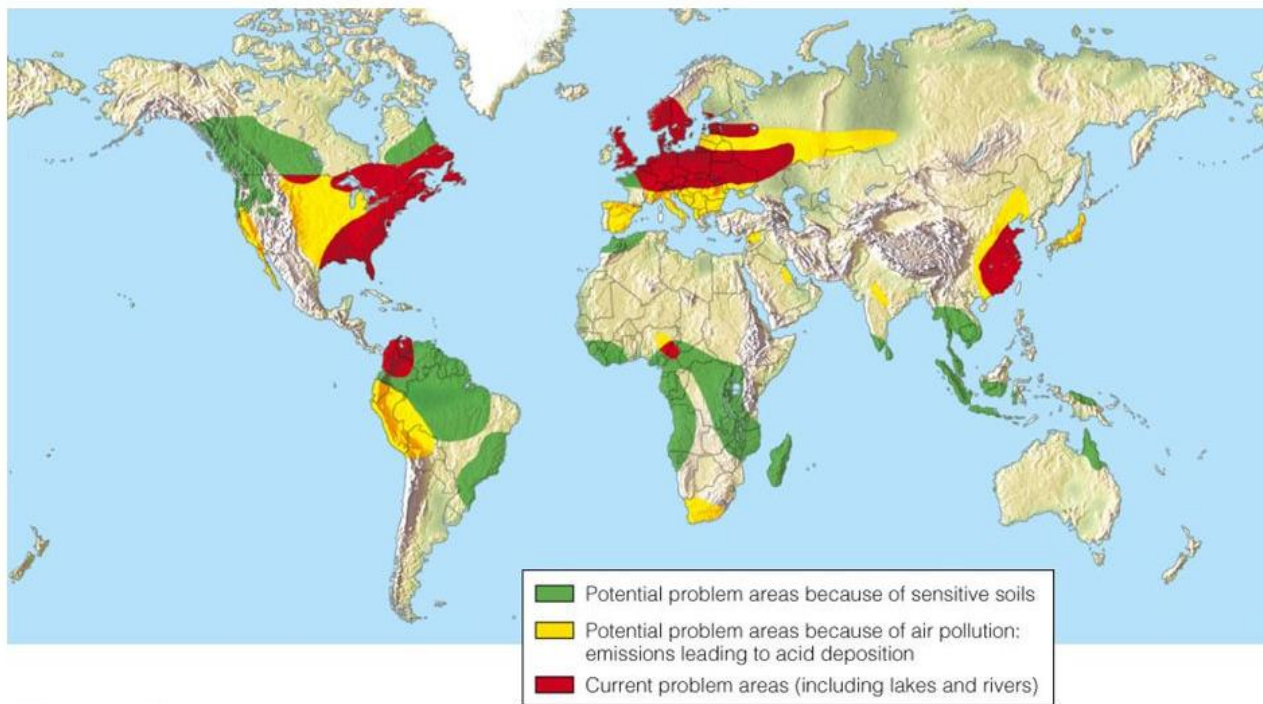 Potential problem areas because of sensitive soils
Potential problem areas because of air pollution:
emissions leading to acid deposition
Current problem areas (including lakes and rivers)